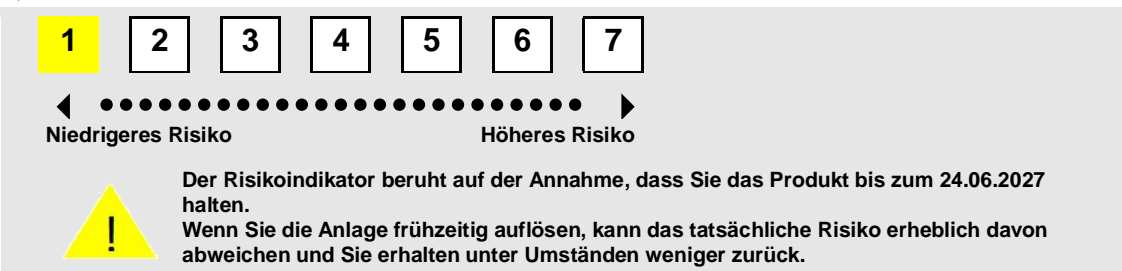 1 2 3 4 5 6 7
Niedrigeres Risiko Höheres Risiko
Der Risikoindikator beruht auf der Annahme, dass Sie das Produkt bis zum 24.06.2027
halten.
Wenn Sie die Anlage frühzeitig auflösen, kann das tatsächliche Risiko erheblich davon
abweichen und Sie erhalten unter Umständen weniger zurück.
!